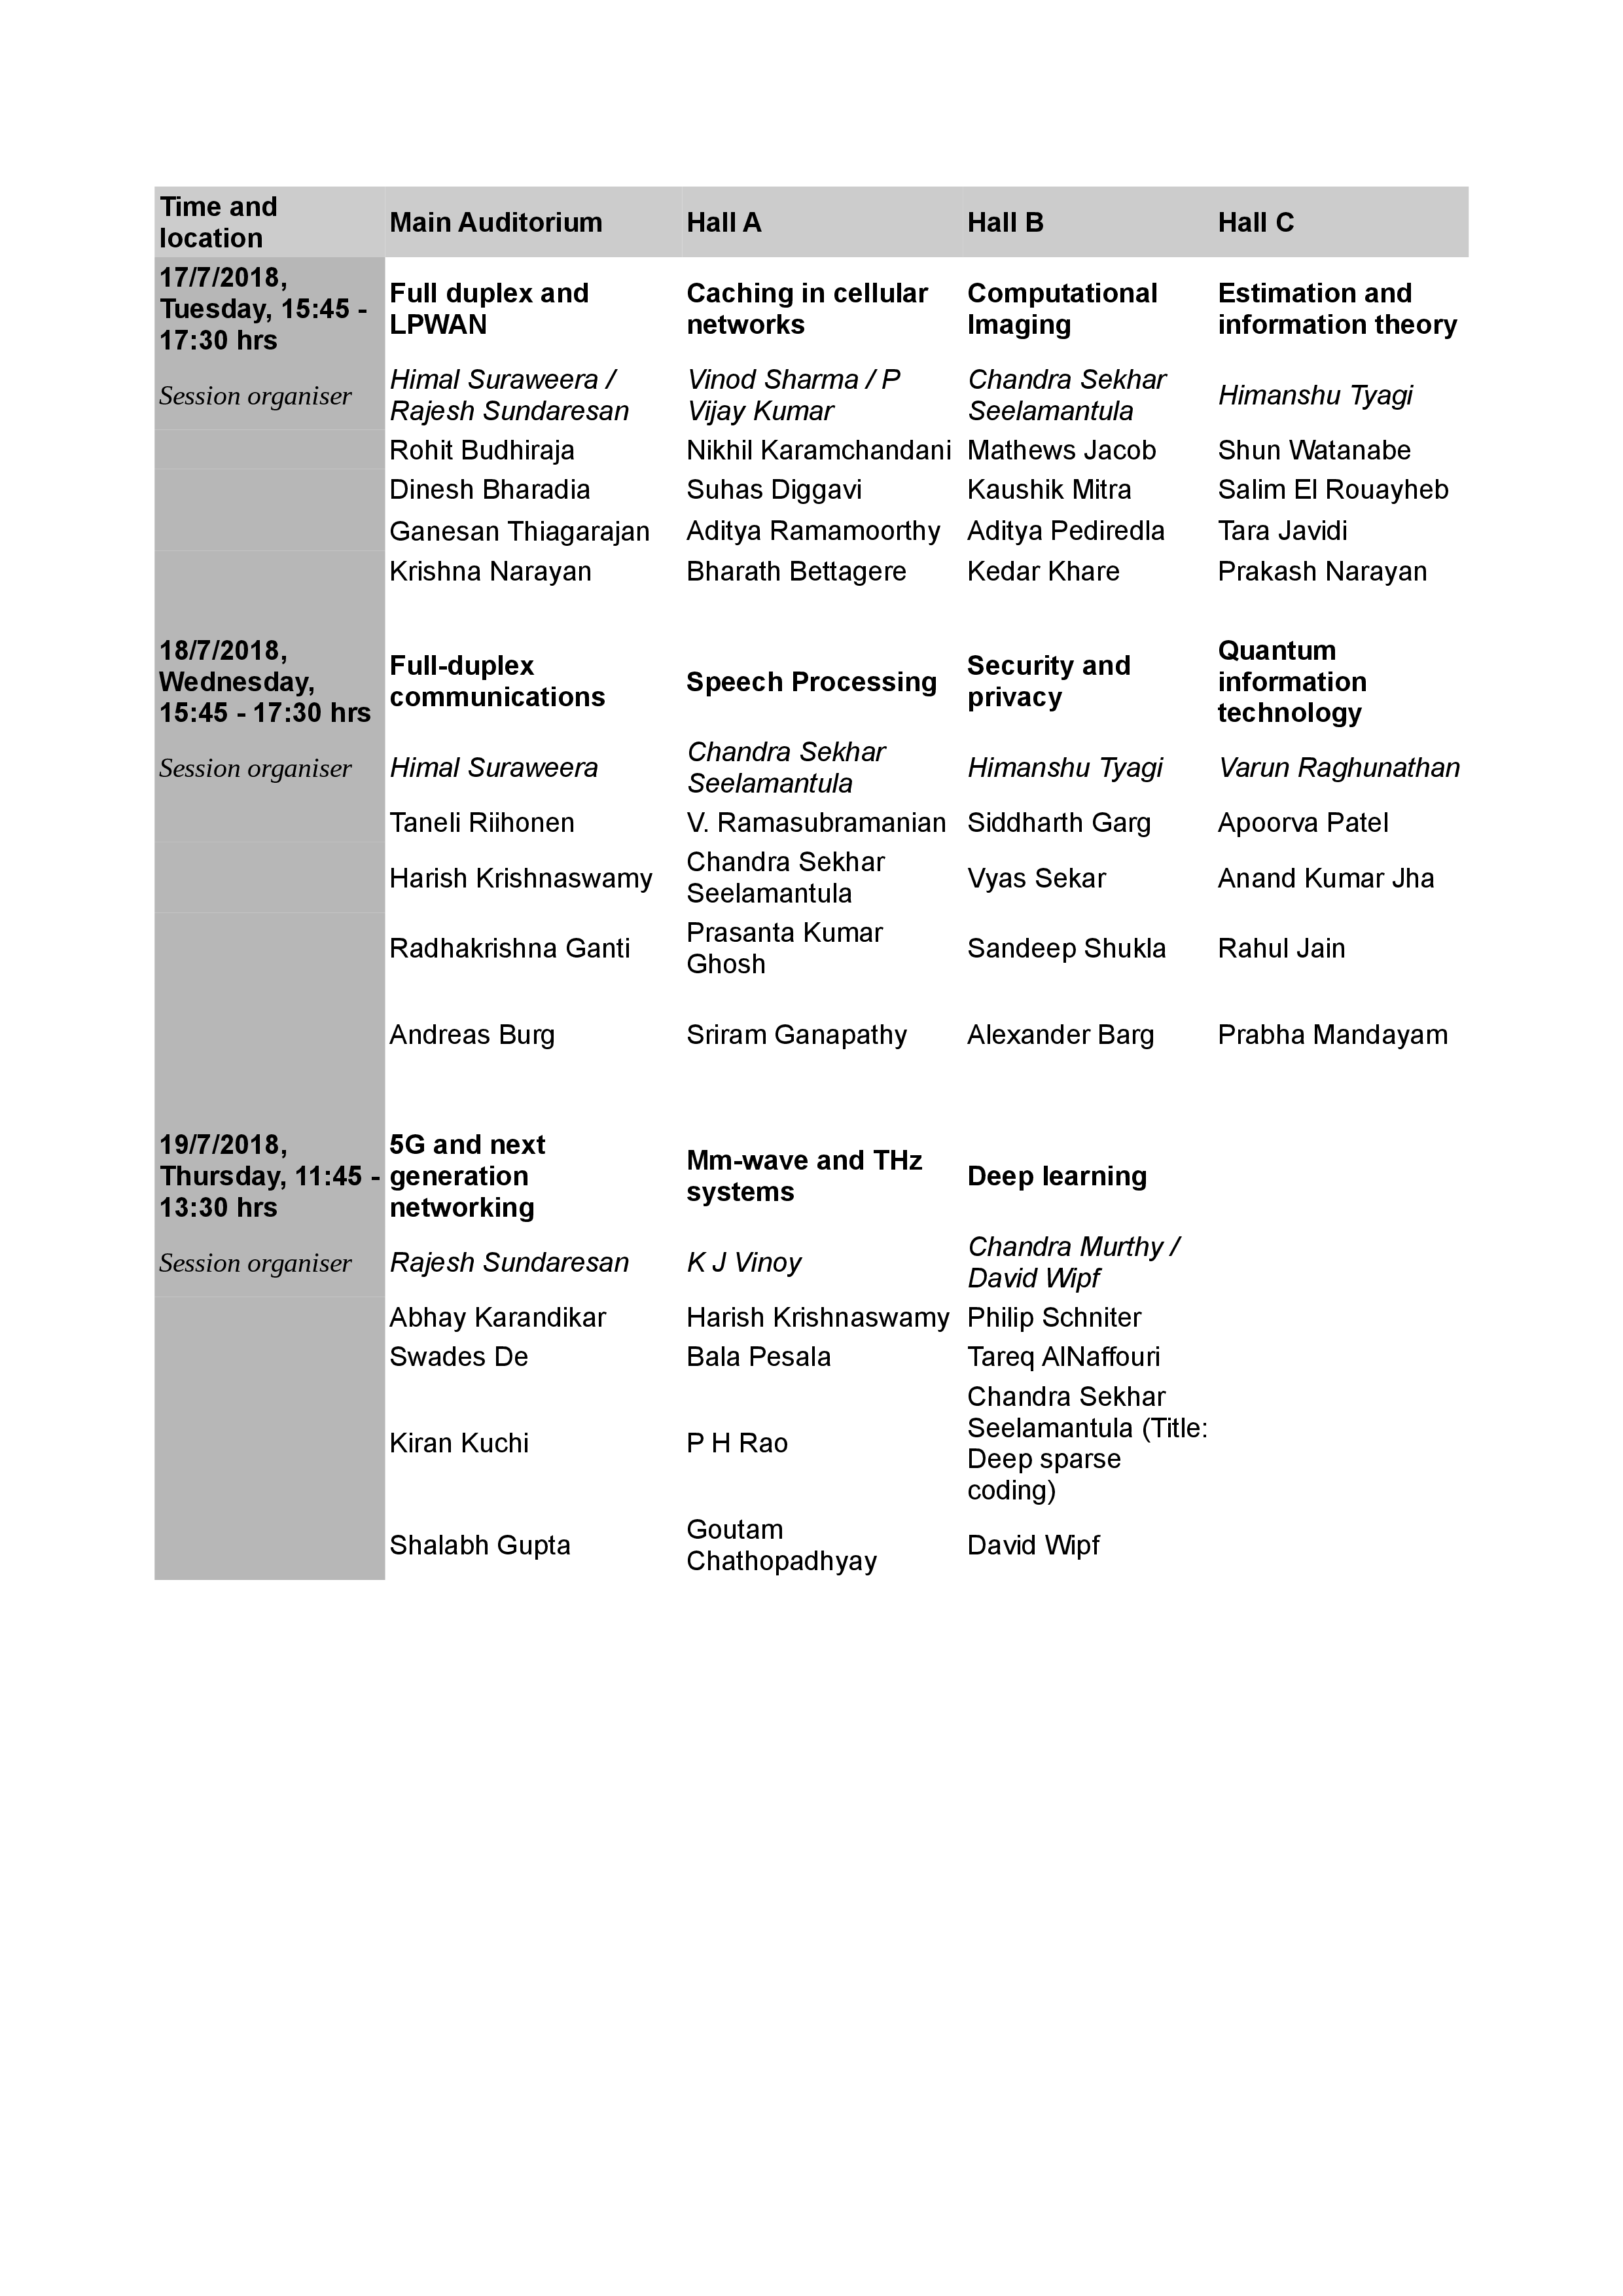 Time and
location
Main Auditorium
Hall A
Hall B
Hall C
17/7/2018,
Tuesday, 15:45 -
17:30 hrs
Full duplex and
LPWAN
Caching in cellular
networks
Computational
Imaging
Estimation and
information theory
Session organiser
Himal Suraweera /
Rajesh Sundaresan
Vinod Sharma / P
Vijay Kumar
Chandra Sekhar
Seelamantula
Himanshu Tyagi
Rohit Budhiraja
Nikhil Karamchandani
Mathews Jacob
Shun Watanabe
Dinesh Bharadia
Suhas Diggavi
Kaushik Mitra
Salim El Rouayheb
Ganesan Thiagarajan
Aditya Ramamoorthy
Aditya Pediredla
Tara Javidi
Krishna Narayan
Bharath Bettagere
Kedar Khare
Prakash Narayan
18/7/2018,
Wednesday,
15:45 - 17:30 hrs
Full-duplex
communications
Speech Processing
Security and
privacy
Quantum
information
technology
Session organiser
Himal Suraweera
Chandra Sekhar
Seelamantula
Himanshu Tyagi
Varun Raghunathan
Taneli Riihonen
V. Ramasubramanian
Siddharth Garg
Apoorva Patel
Harish Krishnaswamy
Chandra Sekhar
Seelamantula
Vyas Sekar
Anand Kumar Jha
Radhakrishna Ganti
Prasanta Kumar
Ghosh
Sandeep Shukla
Rahul Jain
Andreas Burg
Sriram Ganapathy
Alexander Barg
Prabha Mandayam
19/7/2018,
Thursday, 11:45 -
13:30 hrs
5G and next
generation
networking
Mm-wave and THz
systems
Deep learning
Session organiser
Rajesh Sundaresan
K J Vinoy
Chandra Murthy /
David Wipf
Abhay Karandikar
Harish Krishnaswamy
Philip Schniter
Swades De
Bala Pesala
Tareq AlNaffouri
Kiran Kuchi
P H Rao
Chandra Sekhar
Seelamantula (Title:
Deep sparse
coding)
Shalabh Gupta
Goutam
Chathopadhyay
David Wipf